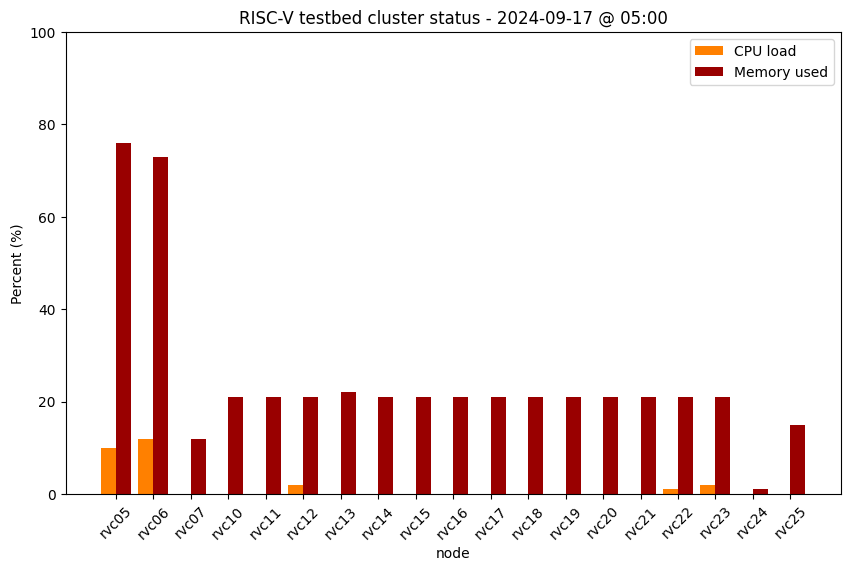 RISC-V testbed cluster status - 2024-09-17 @ 05:00
CPU load
Memory used
Percent (%)
100
80
60
40
20
0
rvc05 rvc06 rvc07 rvc10 rvc11 rvc12 rvc13 rvc14 rvc15 rvc16 rvc17 rvc18 rvc19 rvc20 rvc21 rvc22 rvc23 rvc24 rvc25
node